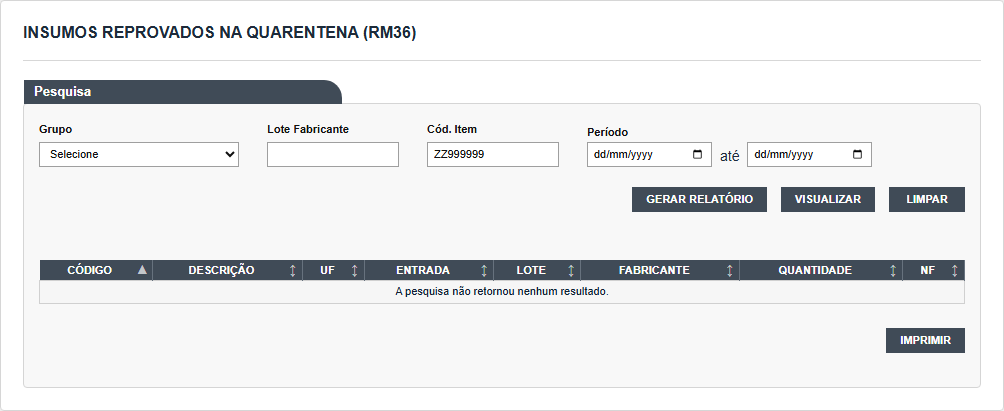 INSUMOS REPROVADOS NA QUARENTENA (RM36)
Pesquisa
Grupo Lote Fabricante Cód. Item Período
Selecione ZZ999999 dd/mm/yyyy até dd/mm/yyyy
GERAR RELATÓRIO VISUALIZAR LIMPAR
CÓDIGO DESCRIÇÃO UF ENTRADA LOTE FABRICANTE QUANTIDADE NF
A pesquisa não retornou nenhum resultado.
IMPRIMIR